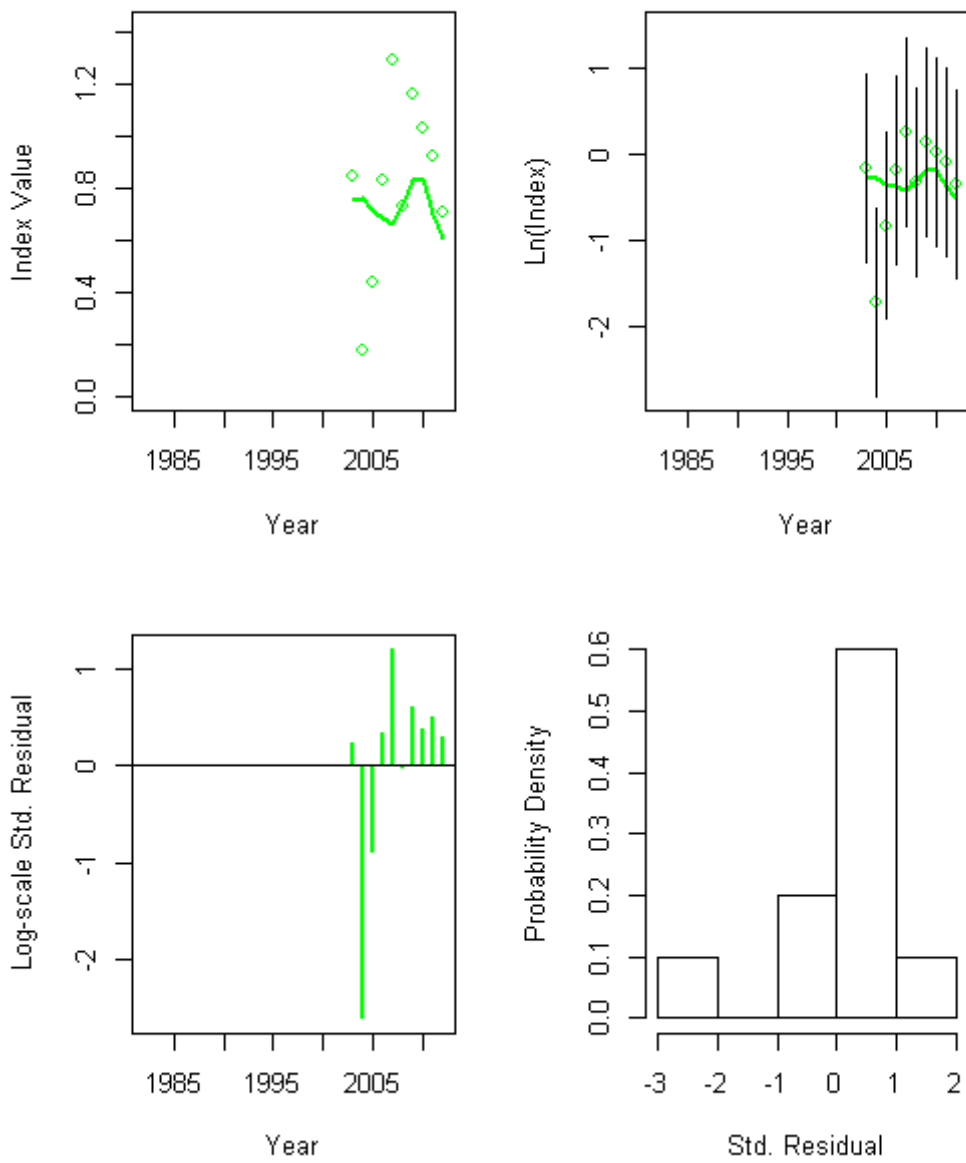 Index Value
1.2
0.8
0.4
0.0
1985 1995 2005
Year
Ln(Index)
1
0
-1
-2
1985 1995 2005
Year
Log-scale Std. Residual
1
0
-1
-2
1985 1995 2005
Year
Probability Density
0.6
0.5
0.4
0.3
0.2
0.1
0.0
-3 -2 -1 0 1 2
Std. Residual